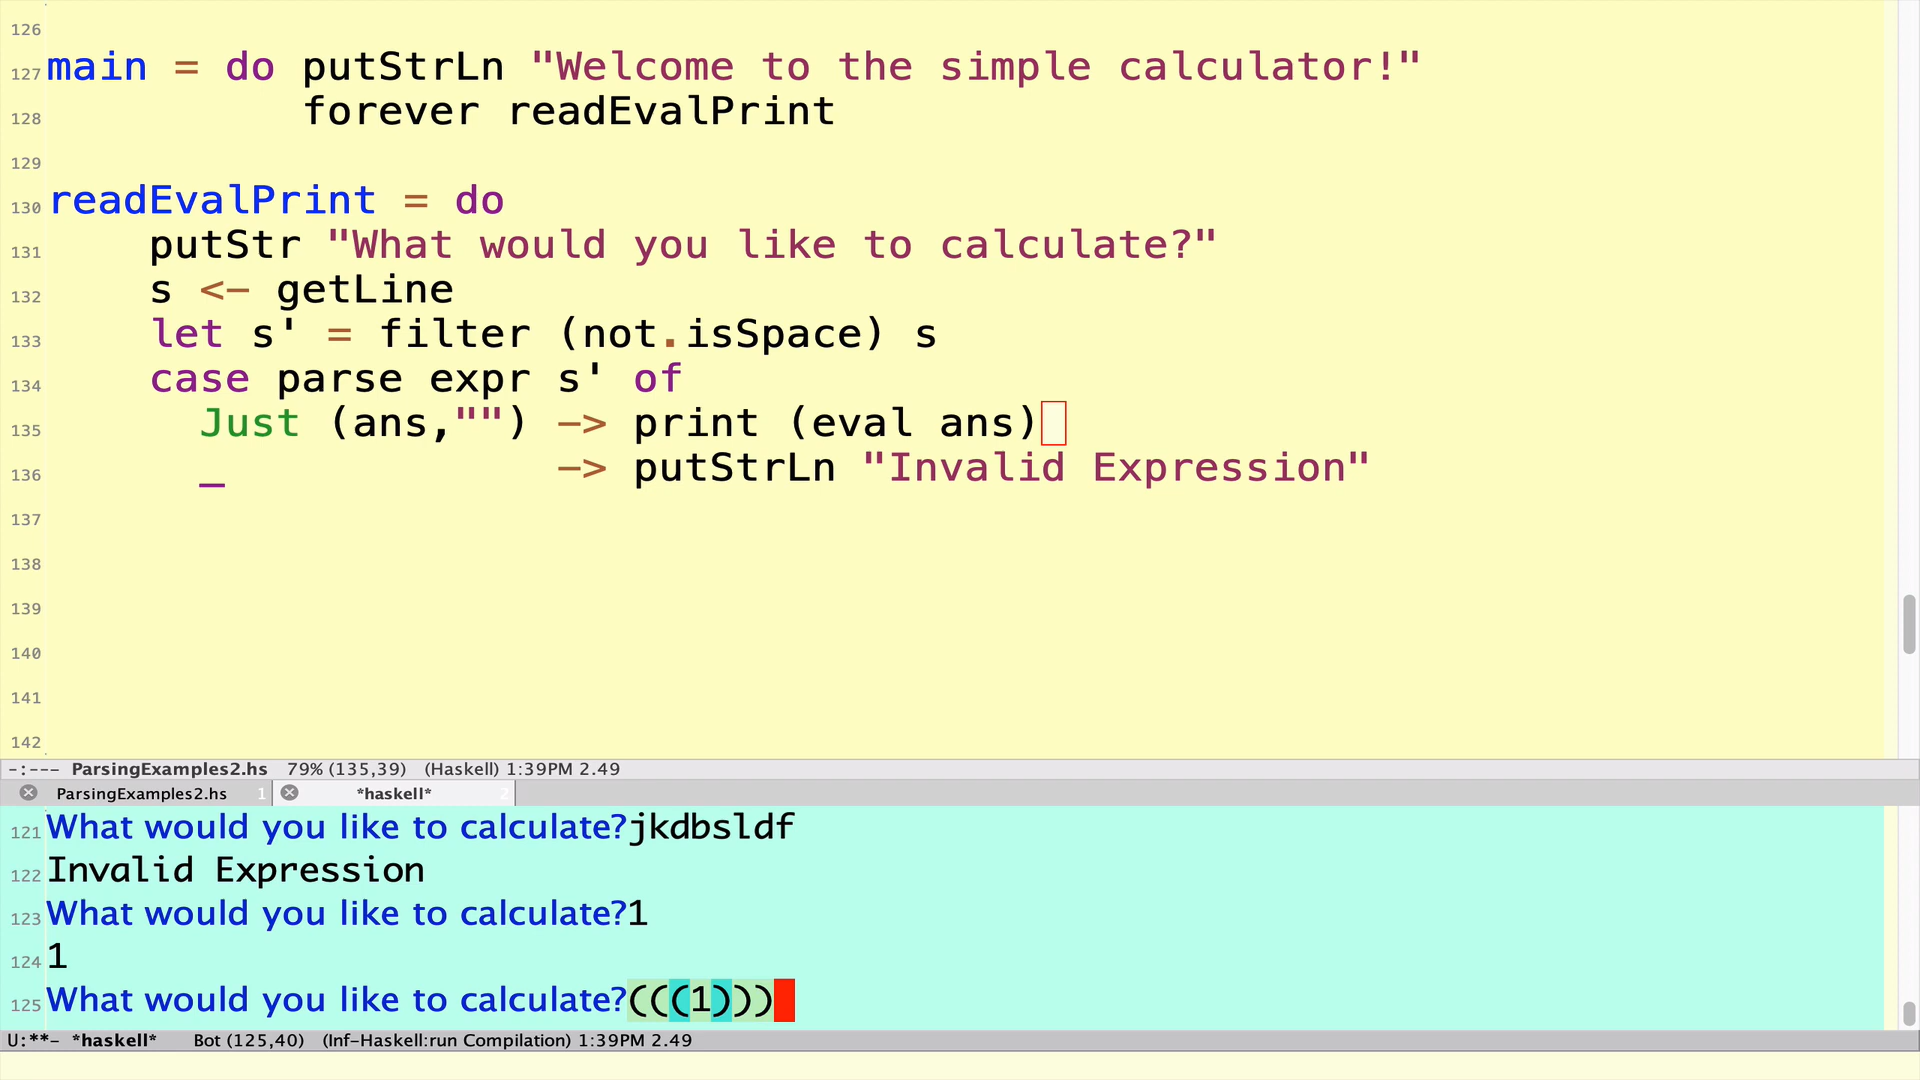 126
127 main = do putStrLn "Welcome to the simple calculator!"
128           forever readEvalPrint
129
130 readEvalPrint = do
131     putStr "What would you like to calculate?"
132     s <- getLine
133     let s' = filter (not.isSpace) s
134     case parse expr s' of
135       Just (ans,"") -> print (eval ans)
136       _             -> putStrLn "Invalid Expression"
137
138
139
140
141
142
-:--- ParsingExamples2.hs 79% (135,39) (Haskell) 1:39PM 2.49
ParsingExamples2.hs 1 *haskell* 2
121 What would you like to calculate?jkdbsldf
122 Invalid Expression
123 What would you like to calculate?1
124 1
125 What would you like to calculate?(((1)))
U:**- *haskell* Bot (125,40) (Inf-Haskell:run Compilation) 1:39PM 2.49